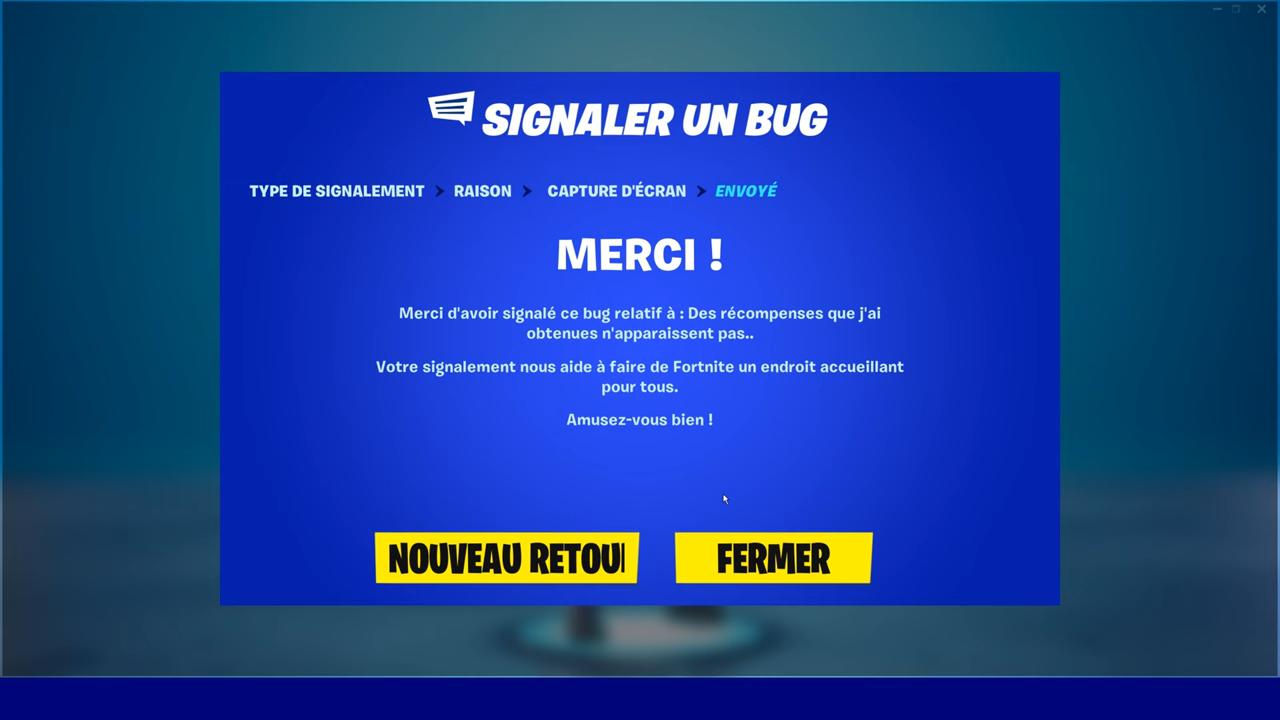 SIGNALER UN BUG
TYPE DE SIGNALEMENT > RAISON > CAPTURE D'ÉCRAN > ENVOYÉ
MERCI !
Merci d'avoir signalé ce bug relatif à : Des récompenses que j'ai
obtenues n'apparaissent pas..
Votre signalement nous aide à faire de Fortnite un endroit accueillant
pour tous.
Amusez-vous bien !
NOUVEAU RETOU
FERMER